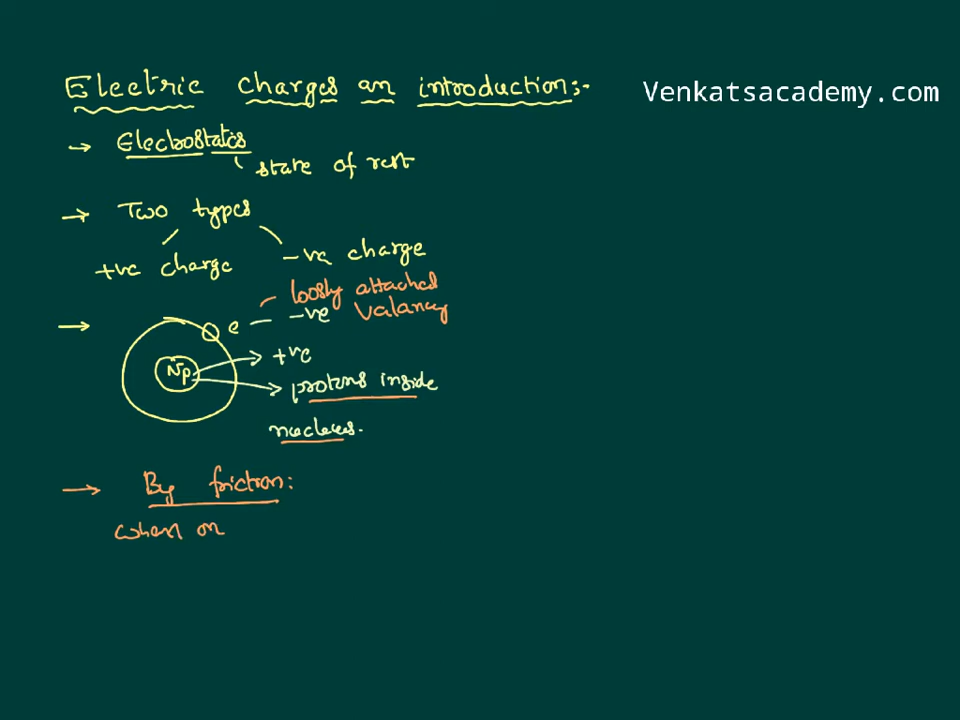 Electric charges an introduction:-
Venkatsacademy.com
→ Electrostatics
state of rest
→ Two types
+ve charge
-ve charge
loosly attached
→ e -ve valancy
Np
+ve
protons inside
nucleus.
→ By friction:
when on